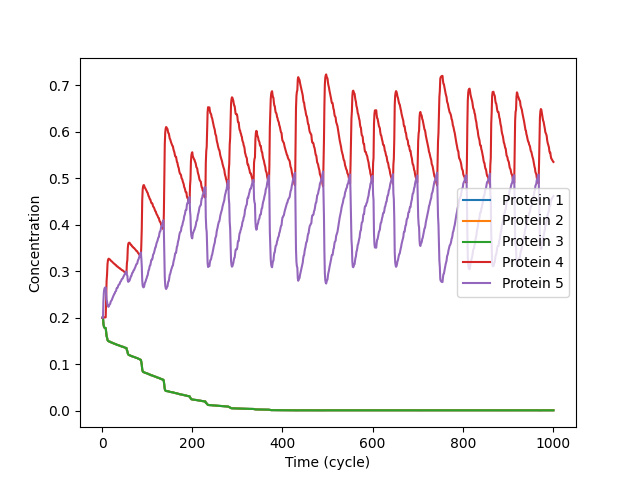 Concentration
0.7
0.6
0.5
0.4
0.3
0.2
0.1
0.0
Protein 1
Protein 2
Protein 3
Protein 4
Protein 5
0 200 400 600 800 1000
Time (cycle)